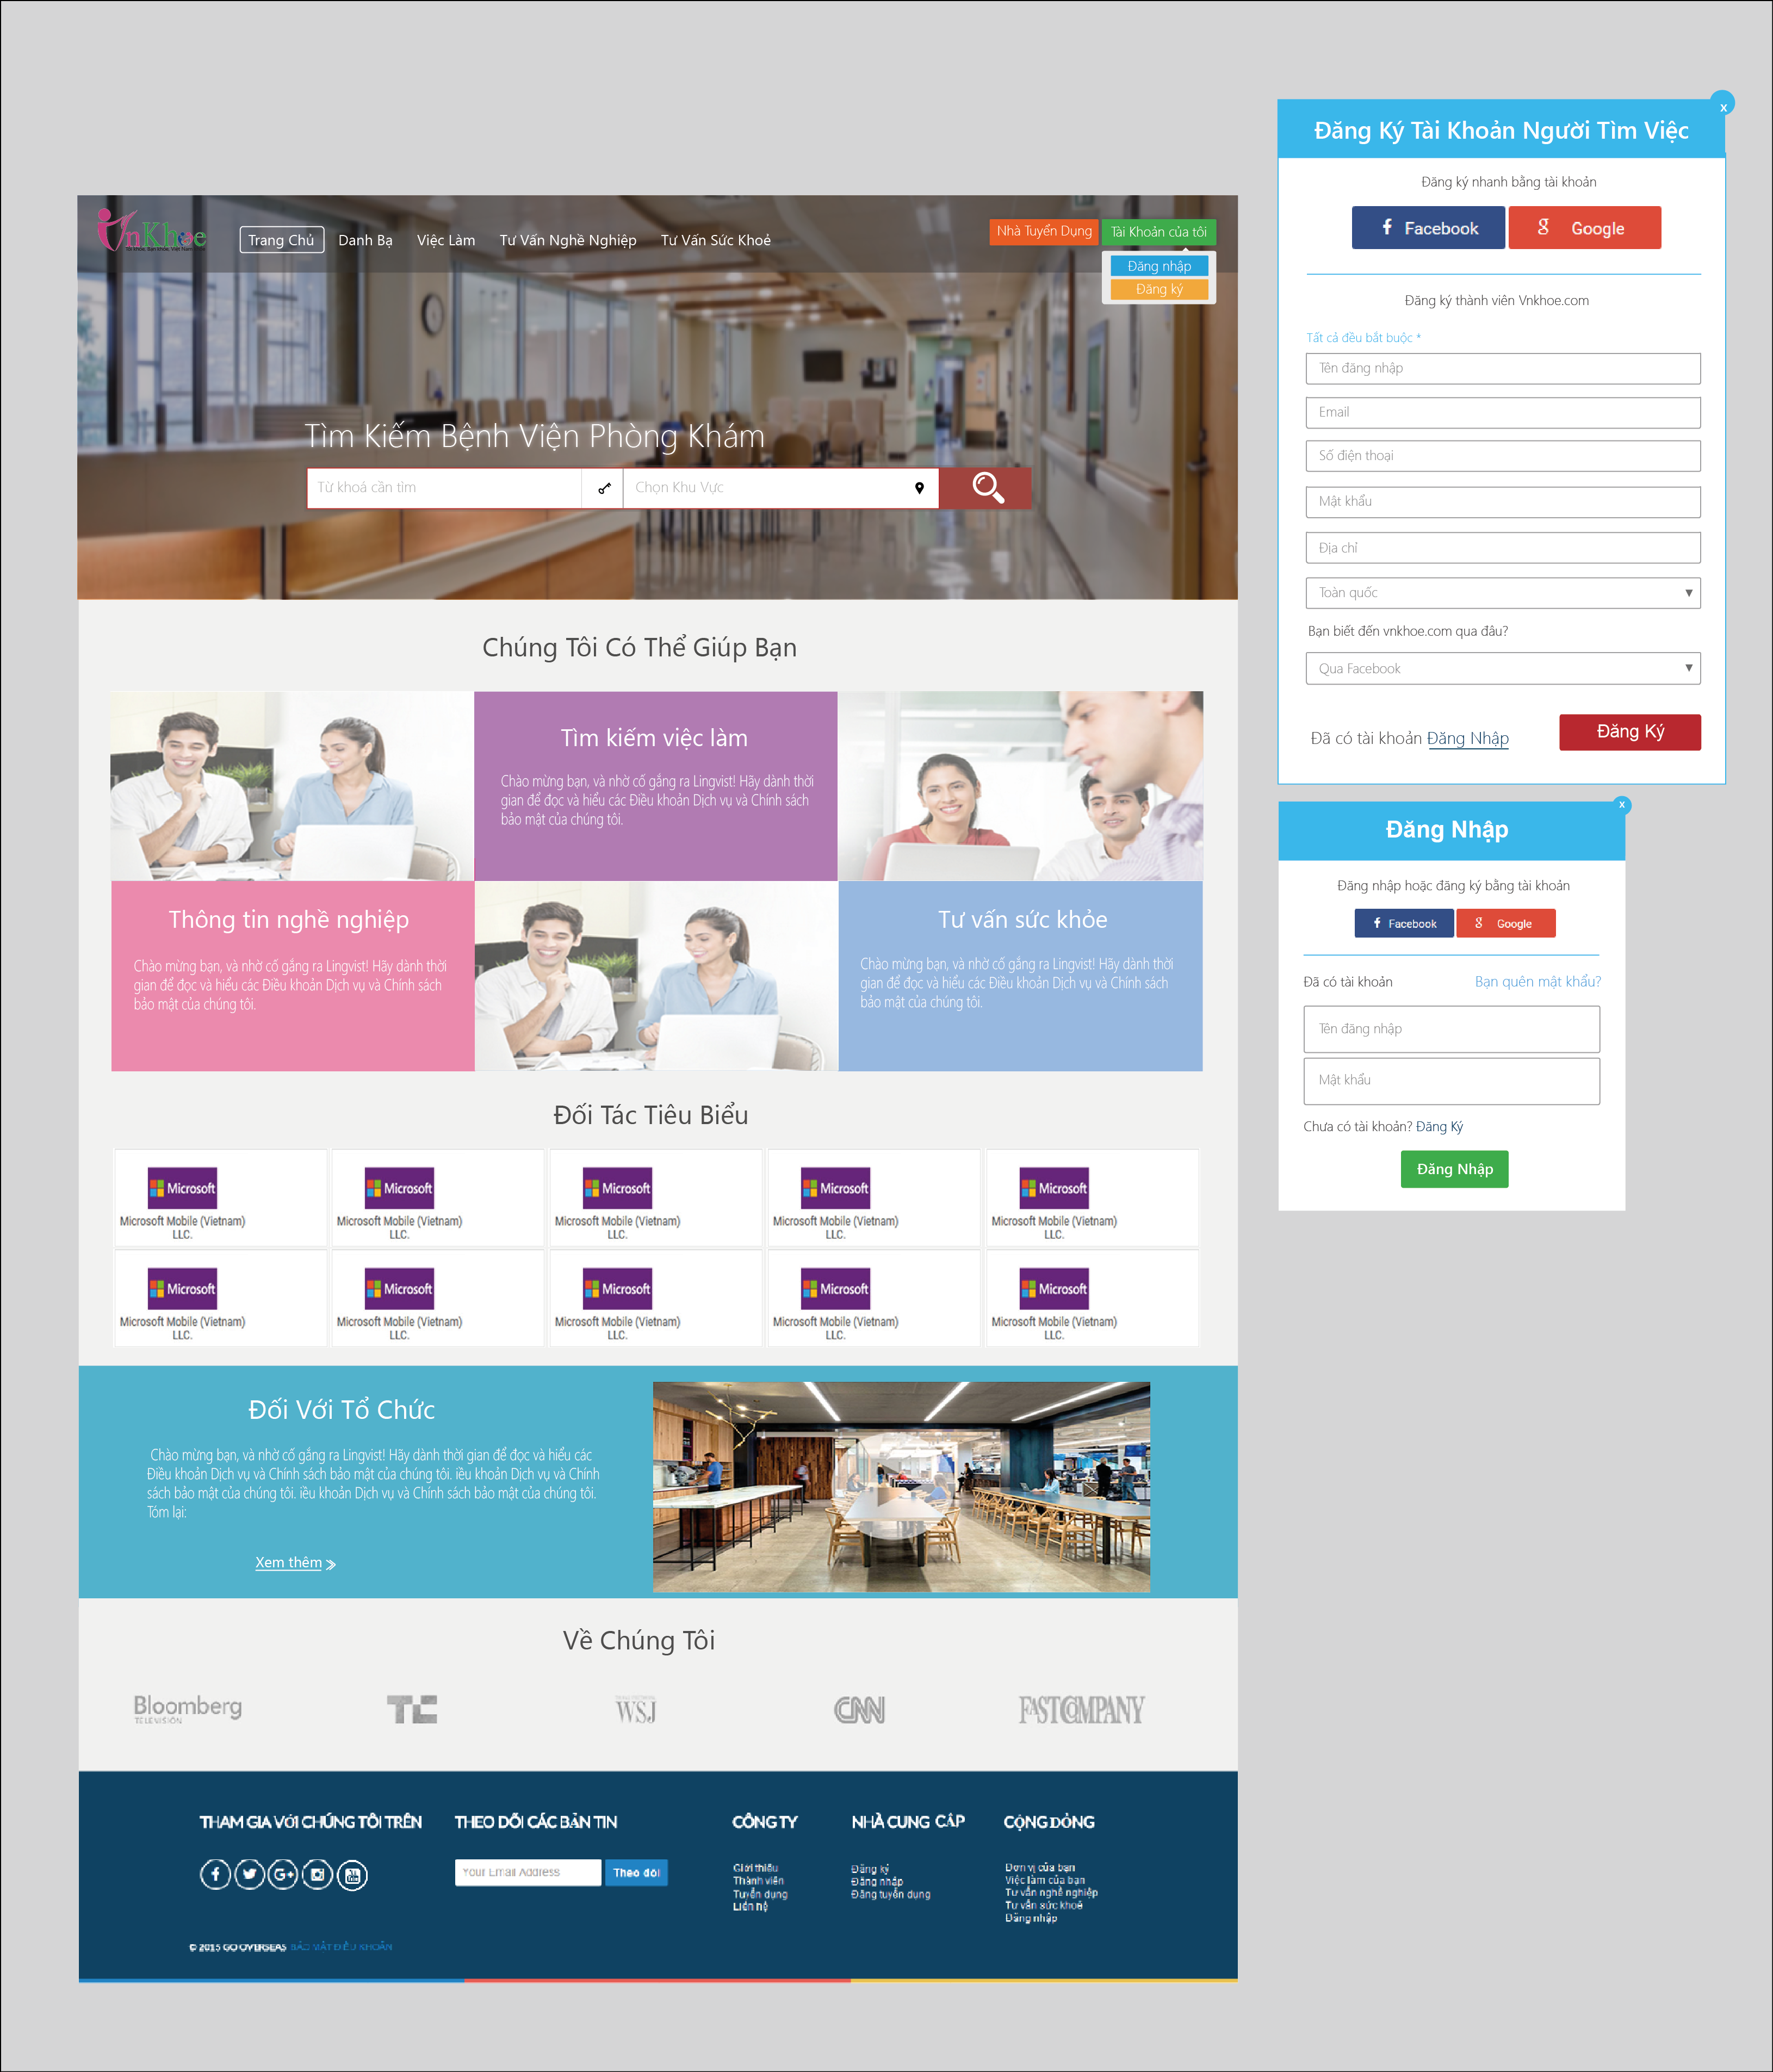 VnKhoe
Trang Chủ
Danh Bạ
Việc Làm
Tư Vấn Nghề Nghiệp
Tư Vấn Sức Khoẻ
Nhà Tuyển Dụng
Tài Khoản của tôi
Đăng nhập
Đăng ký
Tìm Kiếm Bệnh Viện Phòng Khám
Từ khoá cần tìm
Chọn Khu Vực
Chúng Tôi Có Thể Giúp Bạn
Tìm kiếm việc làm
Chào mừng bạn, và nhờ cố gắng ra Lingvist! Hãy dành thời
gian để đọc và hiểu các Điều khoản Dịch vụ và Chính sách
bảo mật của chúng tôi.
Thông tin nghề nghiệp
Chào mừng bạn, và nhờ cố gắng ra Lingvist! Hãy dành thời
gian để đọc và hiểu các Điều khoản Dịch vụ và Chính sách
bảo mật của chúng tôi.
Tư vấn sức khỏe
Chào mừng bạn, và nhờ cố gắng ra Lingvist! Hãy dành thời
gian để đọc và hiểu các Điều khoản Dịch vụ và Chính sách
bảo mật của chúng tôi.
Đối Tác Tiêu Biểu
Microsoft
Microsoft Mobile (Vietnam)
LLC.
Microsoft
Microsoft Mobile (Vietnam)
LLC.
Microsoft
Microsoft Mobile (Vietnam)
LLC.
Microsoft
Microsoft Mobile (Vietnam)
LLC.
Microsoft
Microsoft Mobile (Vietnam)
LLC.
Microsoft
Microsoft Mobile (Vietnam)
LLC.
Microsoft
Microsoft Mobile (Vietnam)
LLC.
Microsoft
Microsoft Mobile (Vietnam)
LLC.
Microsoft
Microsoft Mobile (Vietnam)
LLC.
Microsoft
Microsoft Mobile (Vietnam)
LLC.
Đối Với Tổ Chức
Chào mừng bạn, và nhờ cố gắng ra Lingvist! Hãy dành thời gian để đọc và hiểu các
Điều khoản Dịch vụ và Chính sách bảo mật của chúng tôi. iều khoản Dịch vụ và Chính
sách bảo mật của chúng tôi. iều khoản Dịch vụ và Chính sách bảo mật của chúng tôi.
Tóm lại:
Xem thêm
Về Chúng Tôi
Bloomberg
TELEVISION
TC
WSJ
CNN
FAST COMPANY
THAM GIA VỚI CHÚNG TÔI TRÊN
THEO DÕI CÁC BẢN TIN
Your Email Address
Theo dõi
CÔNG TY
Giới thiệu
Thành viên
Tuyển dụng
Liên hệ
NHÀ CUNG CẤP
Đăng ký
Đăng nhập
Đăng tuyển dụng
CỘNG ĐỒNG
Đơn vị của bạn
Việc làm của bạn
Tư vấn nghề nghiệp
Tư vấn sức khoẻ
Đăng nhập
© 2015 GO OVERSEAS BẢO MẬT ĐIỀU KHOẢN
x
Đăng Ký Tài Khoản Người Tìm Việc
Đăng ký nhanh bằng tài khoản
f Facebook
g Google
Đăng ký thành viên Vnkhoe.com
Tất cả đều bắt buộc *
Tên đăng nhập
Email
Số điện thoại
Mật khẩu
Địa chỉ
Toàn quốc
Bạn biết đến vnkhoe.com qua đâu?
Qua Facebook
Đã có tài khoản Đăng Nhập
Đăng Ký
x
Đăng Nhập
Đăng nhập hoặc đăng ký bằng tài khoản
f Facebook
g Google
Đã có tài khoản
Bạn quên mật khẩu?
Tên đăng nhập
Mật khẩu
Chưa có tài khoản? Đăng Ký
Đăng Nhập